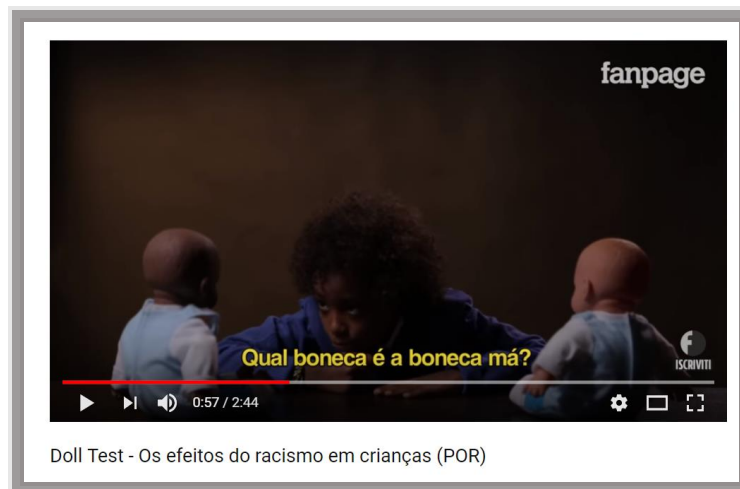 fanpage
Qual boneca é a boneca má?
ISCRIVITI
0:57 / 2:44
Doll Test - Os efeitos do racismo em crianças (POR)